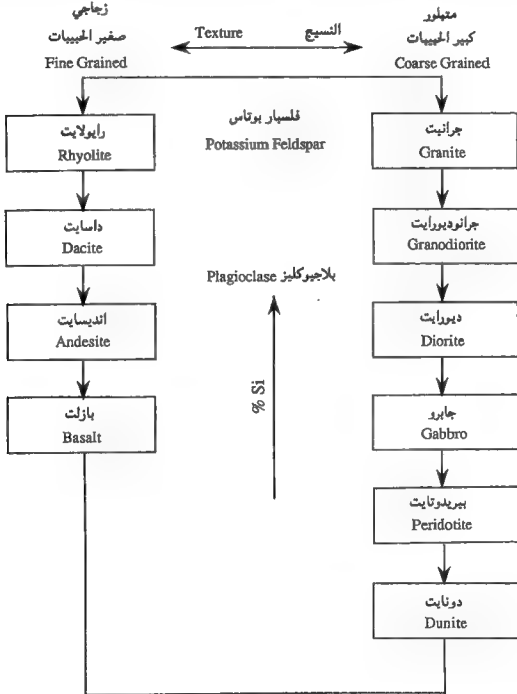 زجاجي
صغير الحبيبات
Fine Grained
Texture
النسيج
متبلور
كبير الحبيبات
Coarse Grained
رايولايت
Rhyolite
فلسبار بوتاس
Potassium Feldspar
جرانيت
Granite
داسايت
Dacite
جرانوديورايت
Granodiorite
Plagioclase بلاجيوكليز
انديسايت
Andesite
ديورايت
Diorite
% Si
بازلت
Basalt
جابرو
Gabbro
بيريدوتايت
Peridotite
دونايت
Dunite